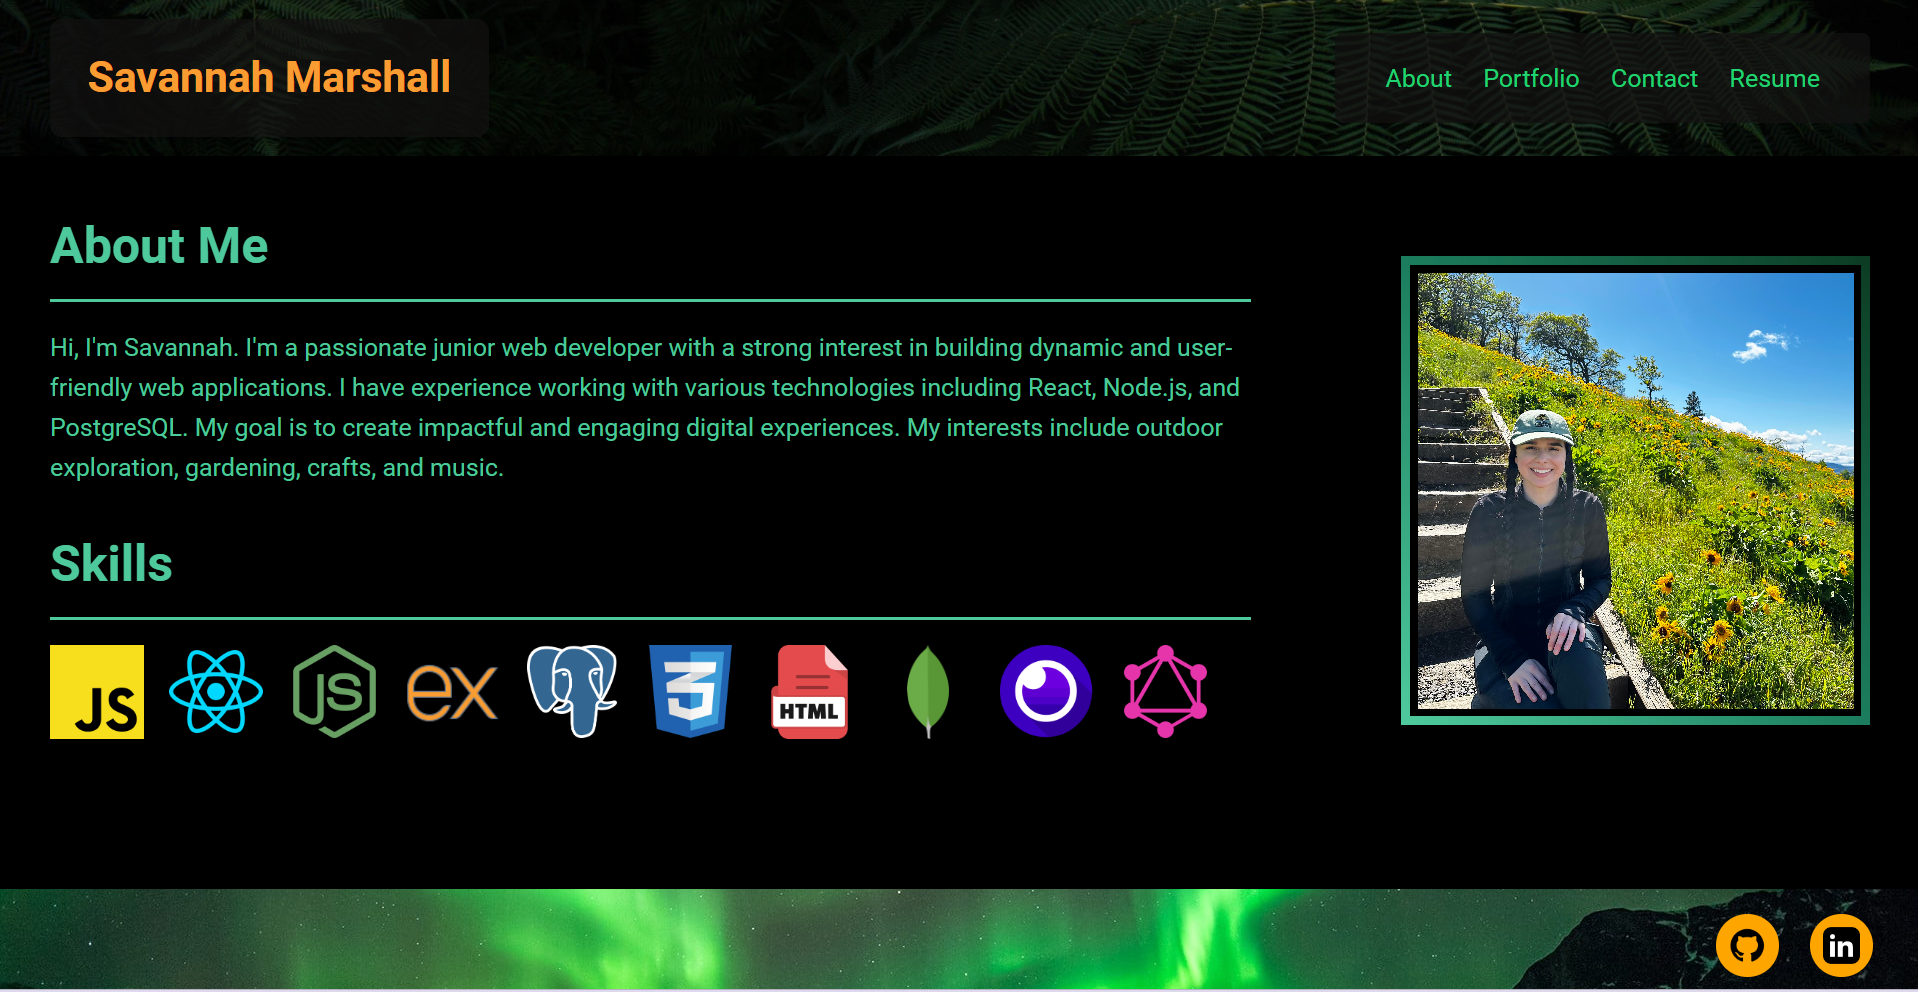 Savannah Marshall
About Portfolio Contact Resume
About Me
Hi, I'm Savannah. I'm a passionate junior web developer with a strong interest in building dynamic and user-
friendly web applications. I have experience working with various technologies including React, Node.js, and
PostgreSQL. My goal is to create impactful and engaging digital experiences. My interests include outdoor
exploration, gardening, crafts, and music.
Skills
JS
JS
ex
3
HTML
in